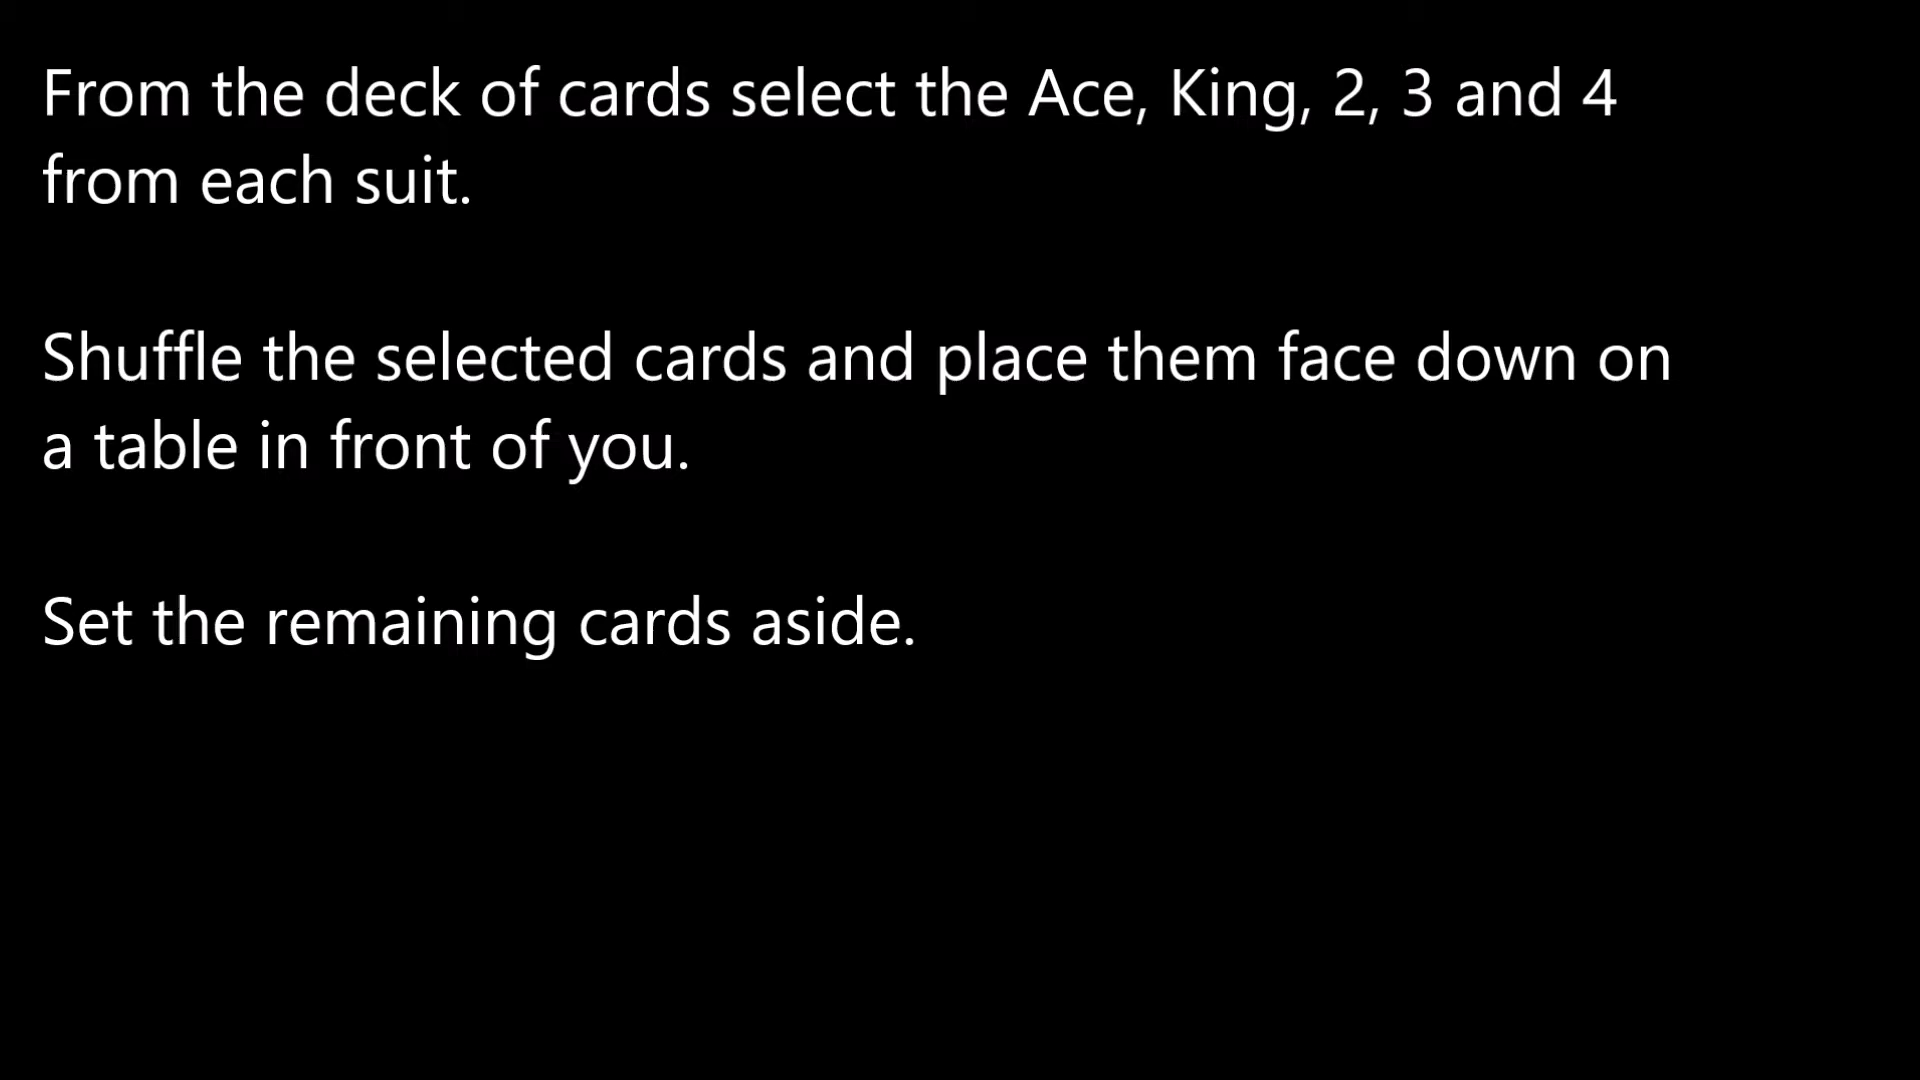 From the deck of cards select the Ace, King, 2, 3 and 4
from each suit.
Shuffle the selected cards and place them face down on
a table in front of you.
Set the remaining cards aside.